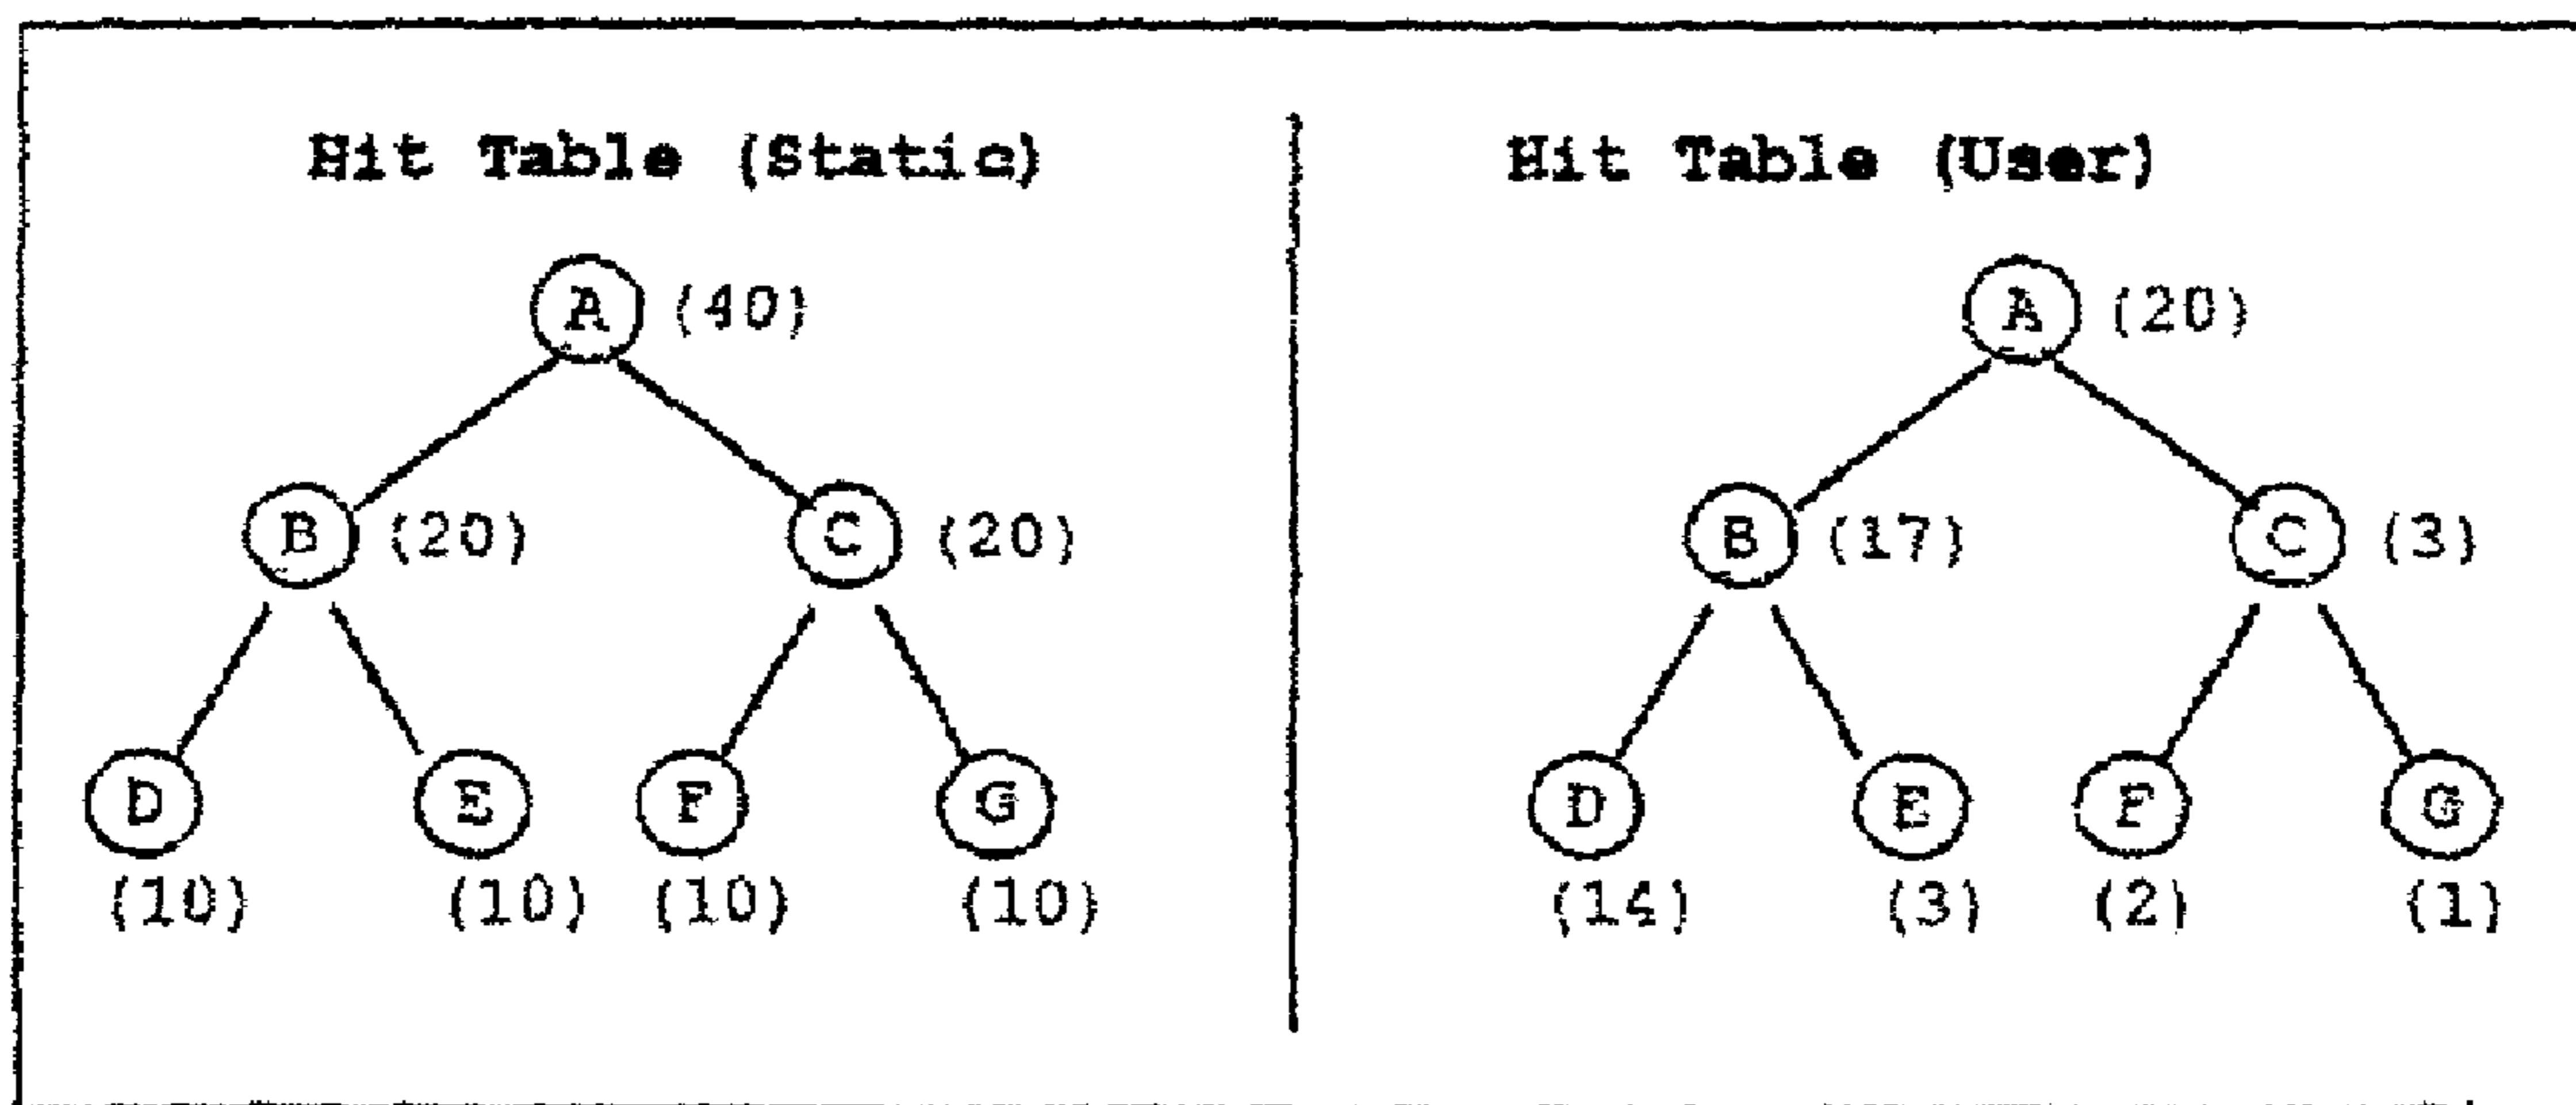 Hit Table (Static)
A (40)
B (20) C (20)
D E F G
(10) (10) (10) (10)
Hit Table (User)
A (20)
B (17) C (3)
D E F G
(14) (3) (2) (1)